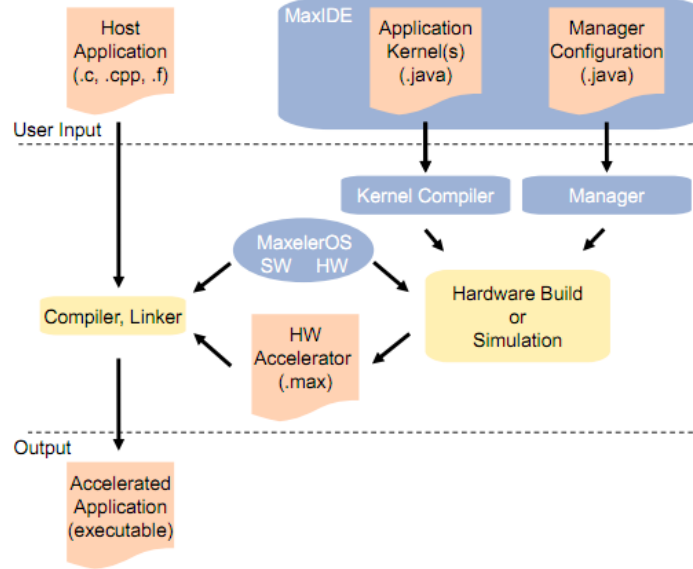 MaxIDE
Host
Application
(.c, .cpp, .f)
Application
Kernel(s)
(.java)
Manager
Configuration
(.java)
User Input
Kernel Compiler
Manager
MaxelerOS
SW HW
Compiler, Linker
HW
Accelerator
(.max)
Hardware Build
or
Simulation
Output
Accelerated
Application
(executable)